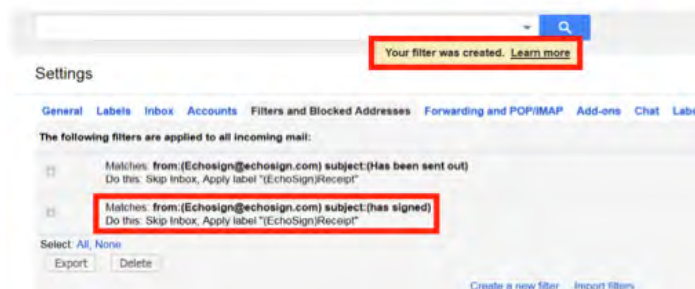 Your filter was created. Learn more
Settings
General Labels Inbox Accounts Filters and Blocked Addresses Forwarding and POP/IMAP Add-ons Chat Labe
The following filters are applied to all incoming mail:
Matches: from:(Echosign@echosign.com) subject:(Has been sent out)
Do this: Skip Inbox, Apply label "(EchoSign)Receipt"
Matches: from:(Echosign@echosign.com) subject:(has signed)
Do this: Skip Inbox, Apply label "(EchoSign)Receipt"
Select: All, None
Export Delete
Create a new filter Import filters